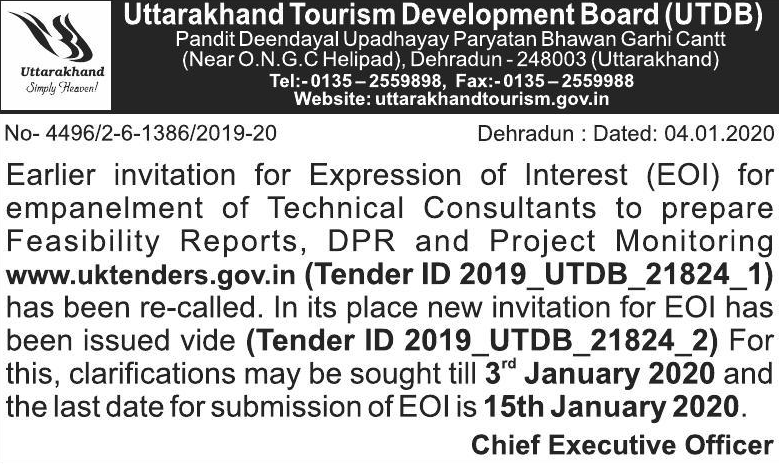 Uttarakhand
Simply Heaven!
Uttarakhand Tourism Development Board (UTDB)
Pandit Deendayal Upadhayay Paryatan Bhawan Garhi Cantt
(Near O.N.G.C Helipad), Dehradun - 248003 (Uttarakhand)
Tel:- 0135 – 2559898, Fax:- 0135 – 2559988
Website: uttarakhandtourism.gov.in
No- 4496/2-6-1386/2019-20 Dehradun : Dated: 04.01.2020
Earlier invitation for Expression of Interest (EOI) for
empanelment of Technical Consultants to prepare
Feasibility Reports, DPR and Project Monitoring
www.uktenders.gov.in (Tender ID 2019_UTDB_21824_1)
has been re-called. In its place new invitation for EOI has
been issued vide (Tender ID 2019_UTDB_21824_2) For
this, clarifications may be sought till 3rd January 2020 and
the last date for submission of EOI is 15th January 2020.
Chief Executive Officer